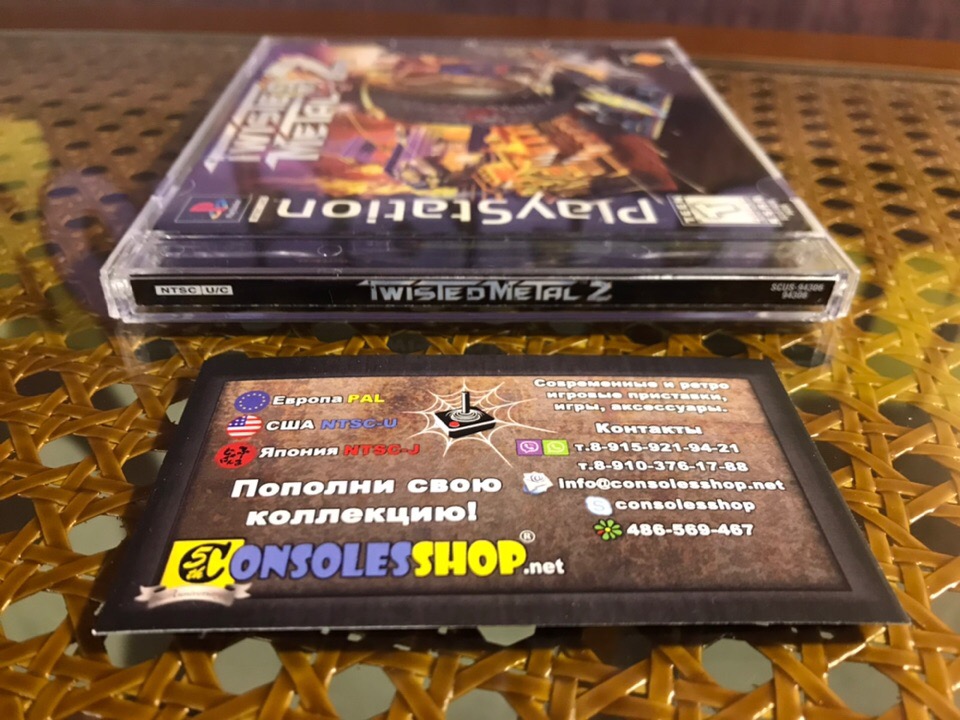 TWISTED
METAL 2
PlayStation
NTSC U/C
TWISTED METAL 2
SCUS-94306
94306
Европа PAL
США NTSC-U
Япония NTSC-J
Пополни свою
коллекцию!
CONSOLESSHOP®.net
Современные и ретро
игровые приставки,
игры, аксессуары.
Контакты
т.8-915-921-94-21
т.8-910-376-17-88
info@consolesshop.net
consolesshop
486-569-467